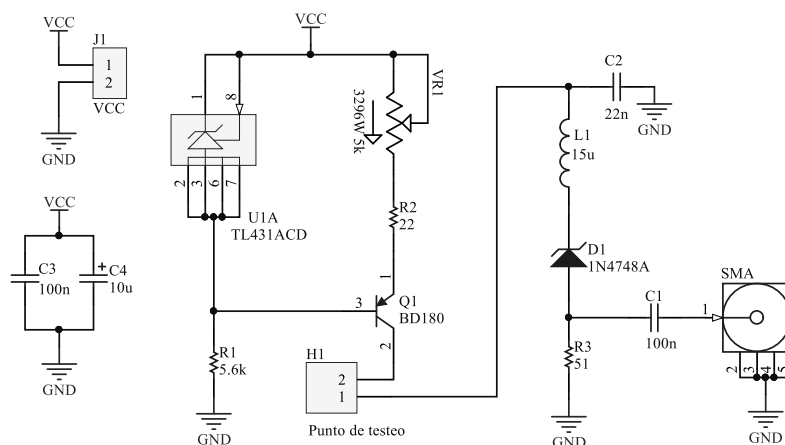 VCC
J1
1
2
VCC
GND
VCC
C3
100n
C4
10u
+
GND
VCC
1
8
2
3
6
7
U1A
TL431ACD
VR1
3296W 5k
R2
22
1
3
Q1
BD180
2
R1
5.6k
GND
H1
2
1
Punto de testeo
C2
22n
GND
L1
15u
D1
1N4748A
C1
100n
R3
51
GND
SMA
1
2
3
4
5
GND